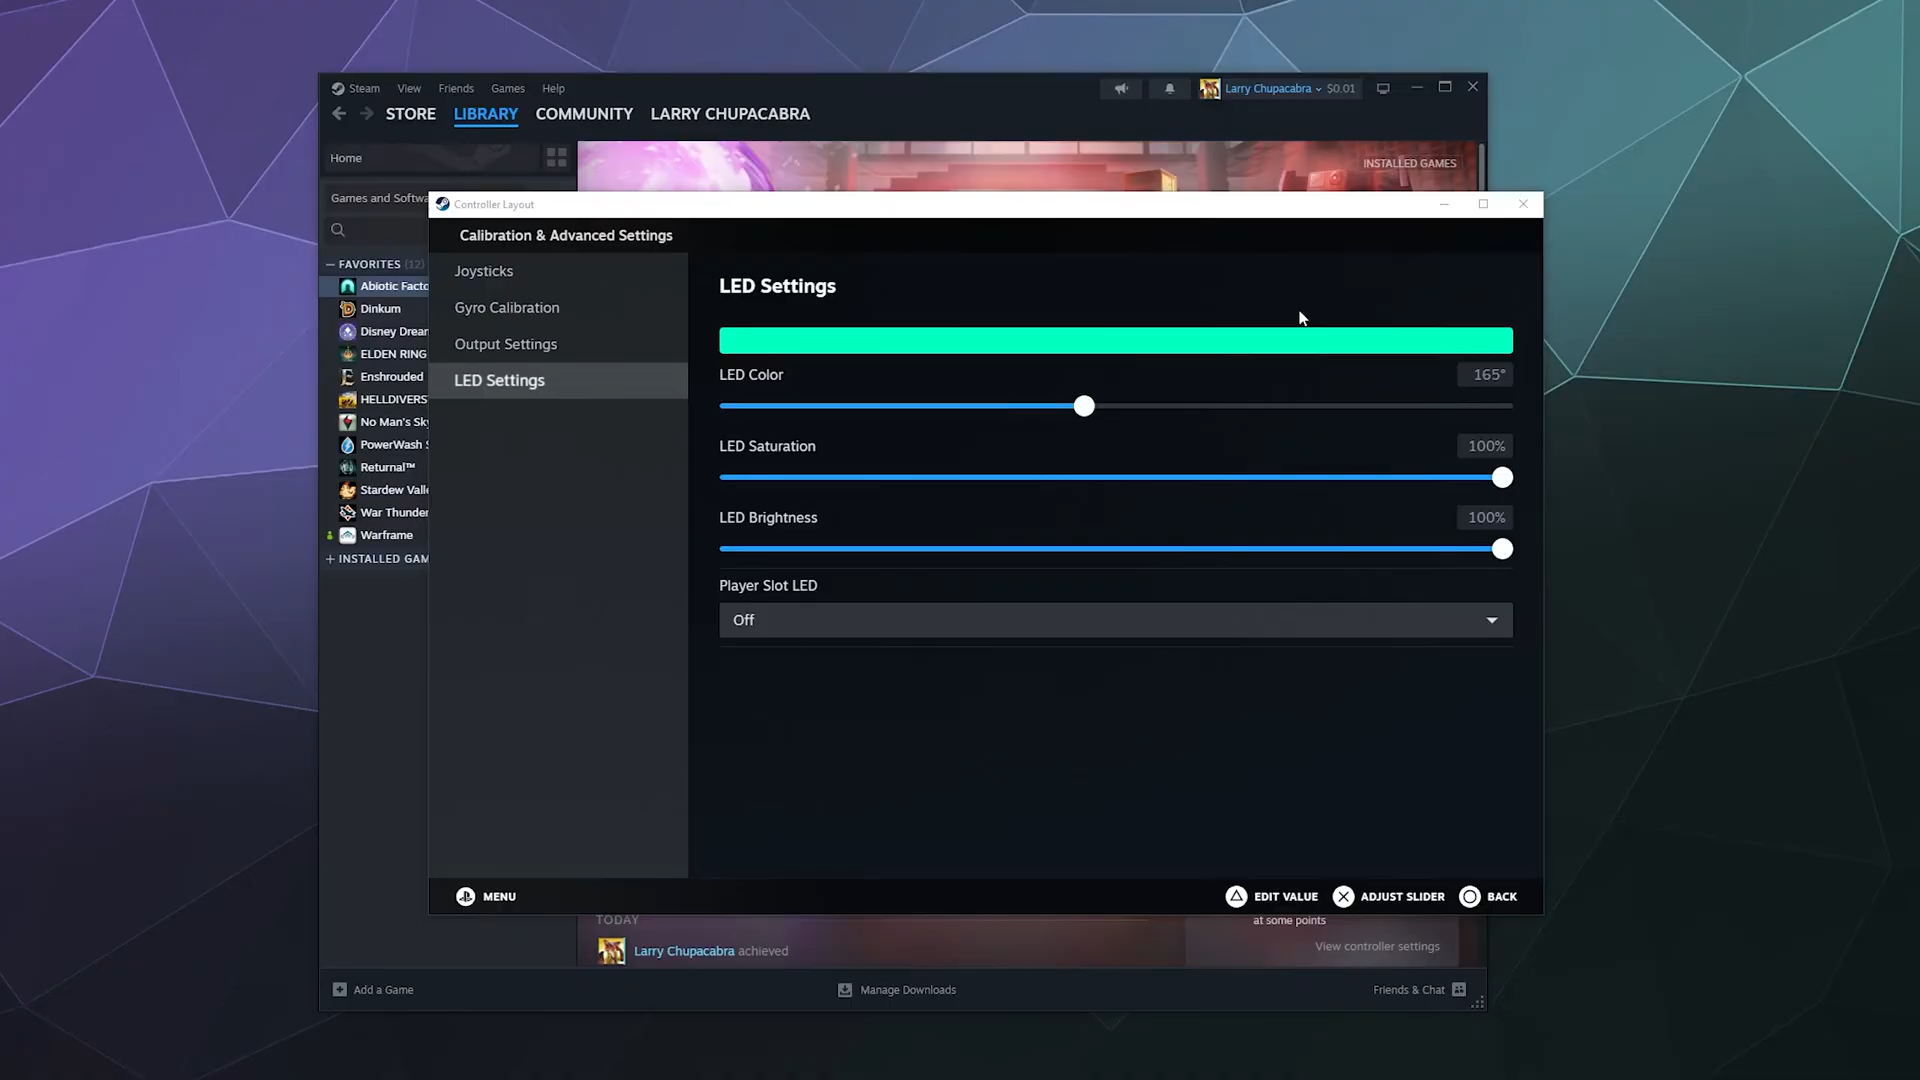 Steam View Friends Games Help
Larry Chupacabra $0.01
STORE LIBRARY COMMUNITY LARRY CHUPACABRA
Home
INSTALLED GAMES
Games and Softwa
Controller Layout
Calibration & Advanced Settings
Joysticks
Gyro Calibration
Output Settings
LED Settings
FAVORITES (12)
Abiotic Facto
Dinkum
Disney Drear
ELDEN RING
Enshrouded
HELLDIVERS
No Man's Sky
PowerWash S
Returnal™
Stardew Valle
War Thunder
Warframe
INSTALLED GAM
LED Settings
LED Color 165°
LED Saturation 100%
LED Brightness 100%
Player Slot LED
Off
MENU EDIT VALUE ADJUST SLIDER BACK
TODAY
at some points
Larry Chupacabra achieved
View controller settings
Add a Game Manage Downloads Friends & Chat